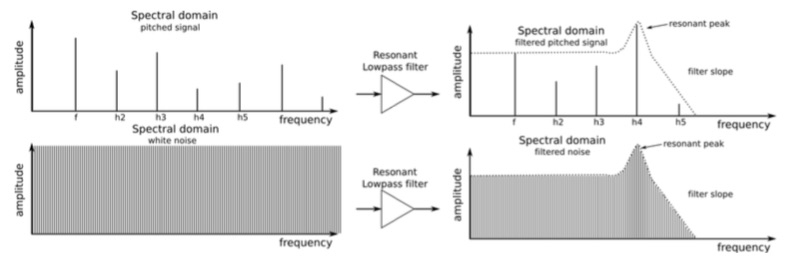 Spectral domain
pitched signal
amplitude
f h2 h3 h4 h5
frequency
Resonant
Lowpass filter
Spectral domain
filtered pitched signal
resonant peak
filter slope
amplitude
f h2 h3 h4 h5
frequency
Spectral domain
white noise
amplitude
frequency
Resonant
Lowpass filter
Spectral domain
filtered noise
resonant peak
filter slope
amplitude
frequency